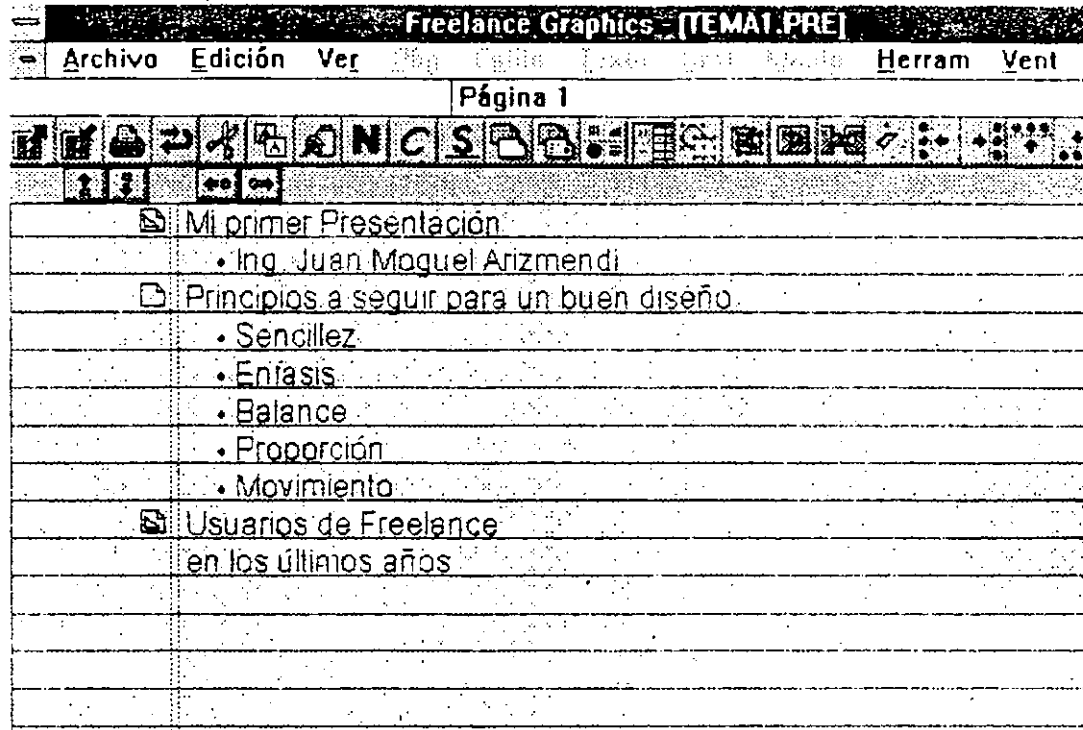 Freelance Graphics - [TEMA1.PRE]
Archivo Edición Ver Herram Vent
Página 1
N C S
Mi primer Presentación
• Ing. Juan Moguel Arizmendi
Principios a seguir para un buen diseño
• Sencillez
• Enfasis
• Balance
• Proporción
• Movimiento
Usuarios de Freelance
en los últimos años